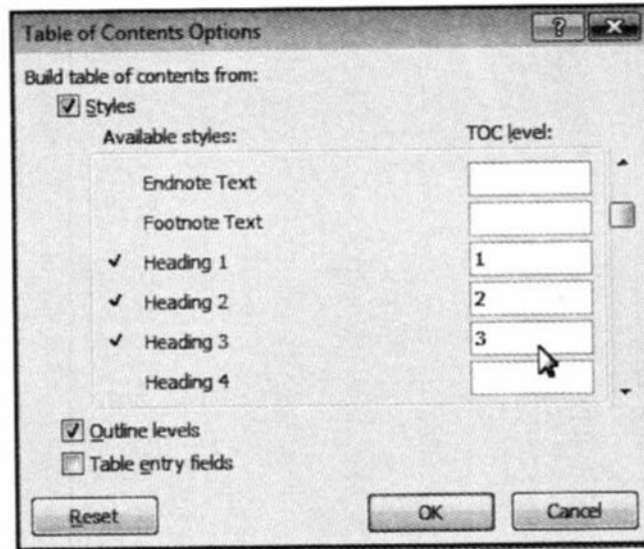 Table of Contents Options
Build table of contents from:
Styles
Available styles: TOC level:
Endnote Text
Footnote Text
Heading 1 1
Heading 2 2
Heading 3 3
Heading 4
Outline levels
Table entry fields
Reset OK Cancel